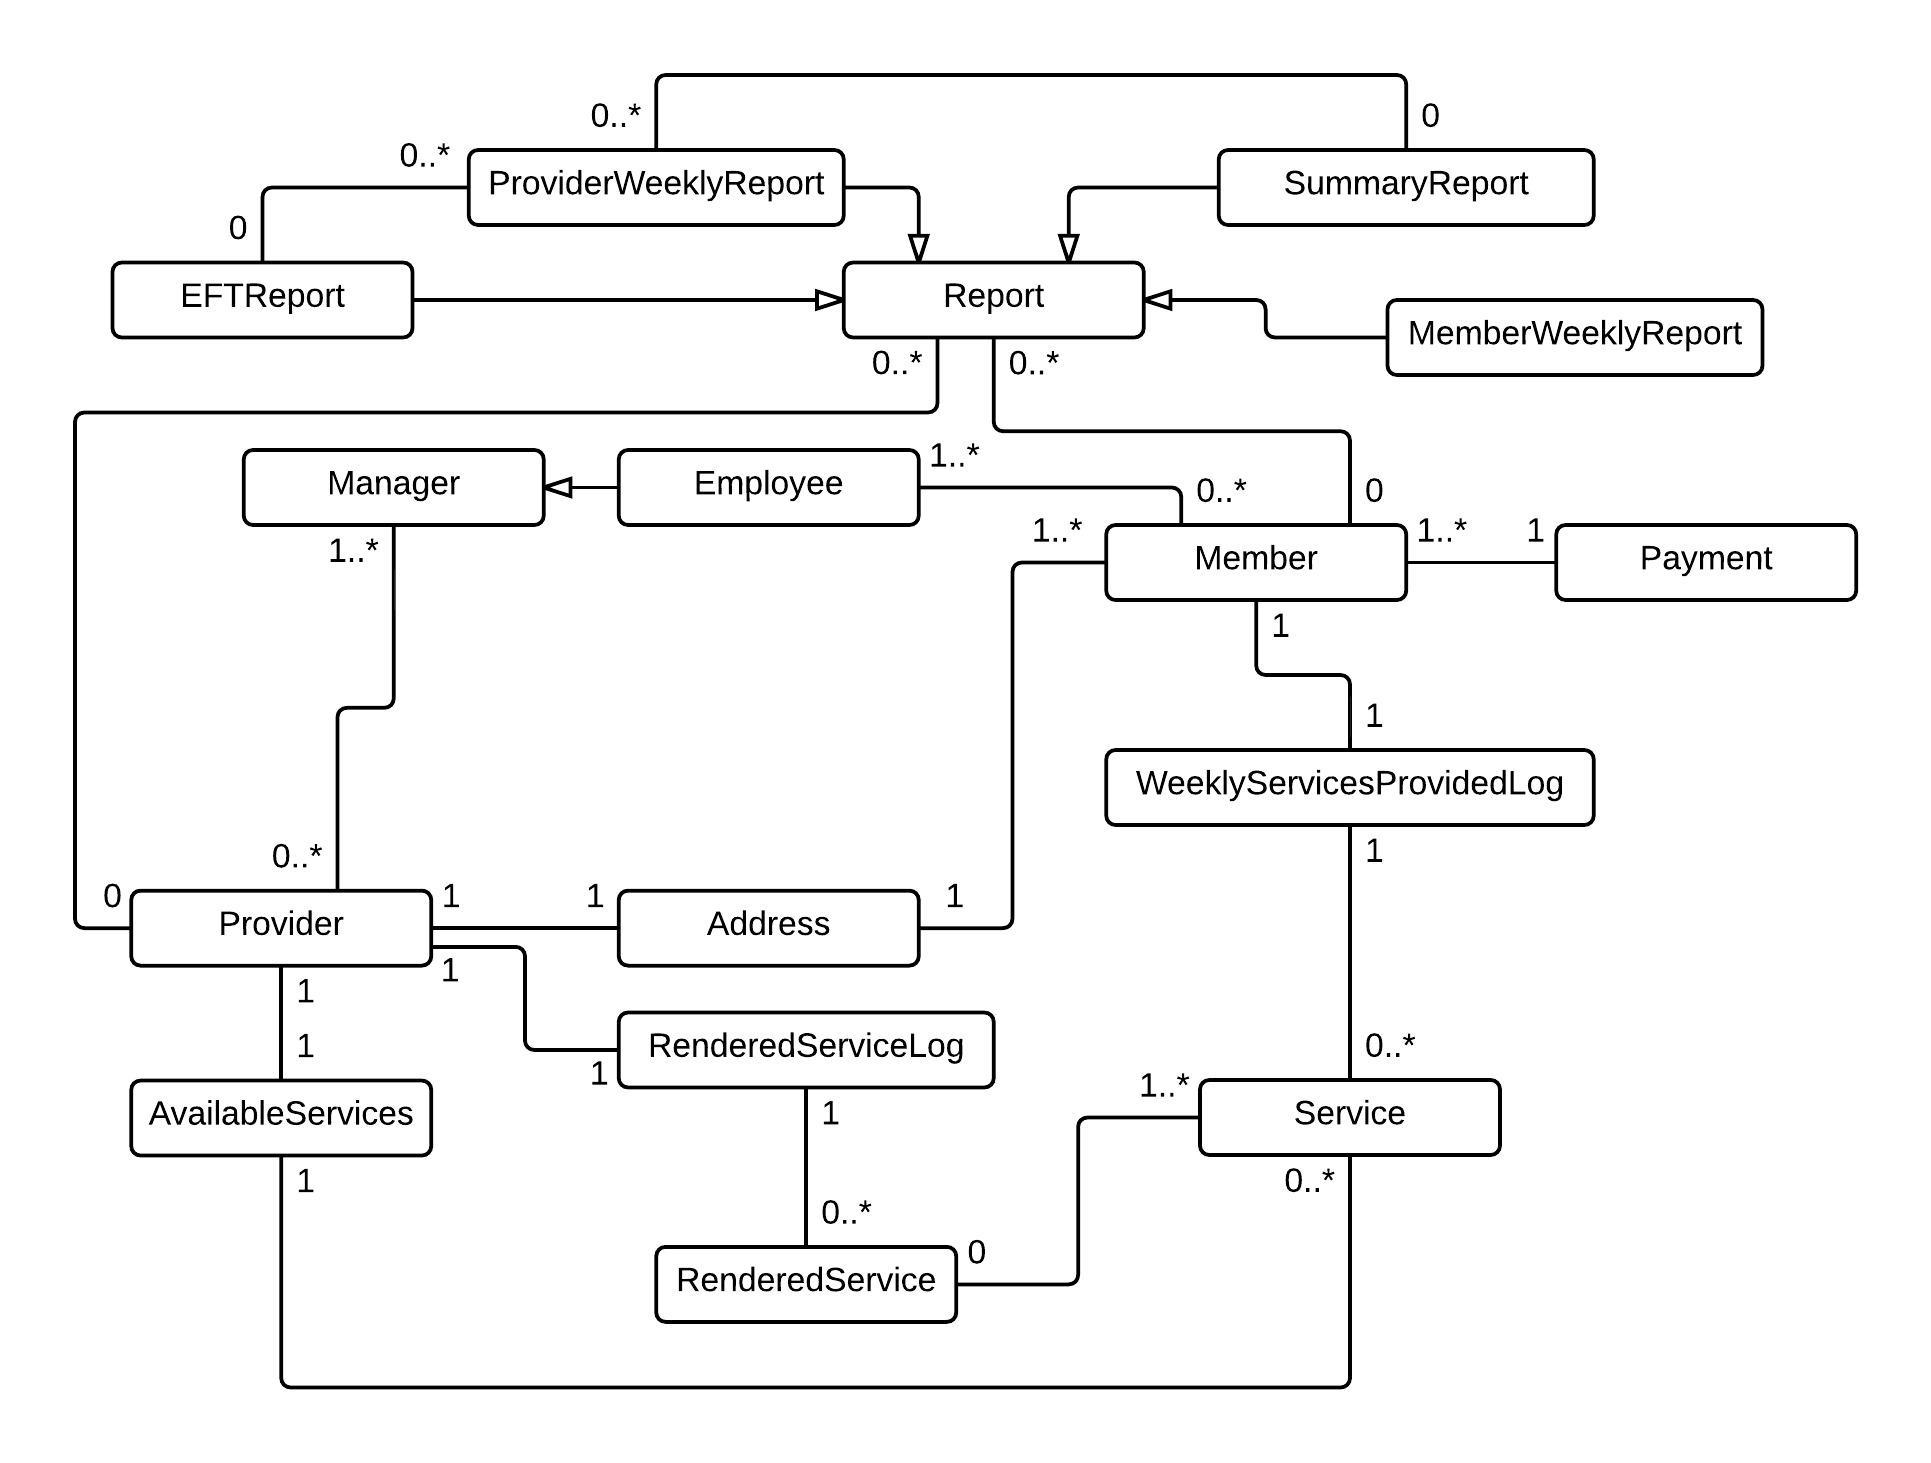 0..*
0
0..*
ProviderWeeklyReport
SummaryReport
0
EFTReport
Report
MemberWeeklyReport
0..*
0..*
Manager
Employee
1..*
0..*
0
1..*
1..*
1
1..*
Member
Payment
1
1
WeeklyServicesProvidedLog
1
0..*
0
Provider
1
1
Address
1
1
1
1
RenderedServiceLog
1
0..*
1..*
AvailableServices
1
Service
1
0..*
0..*
0
RenderedService